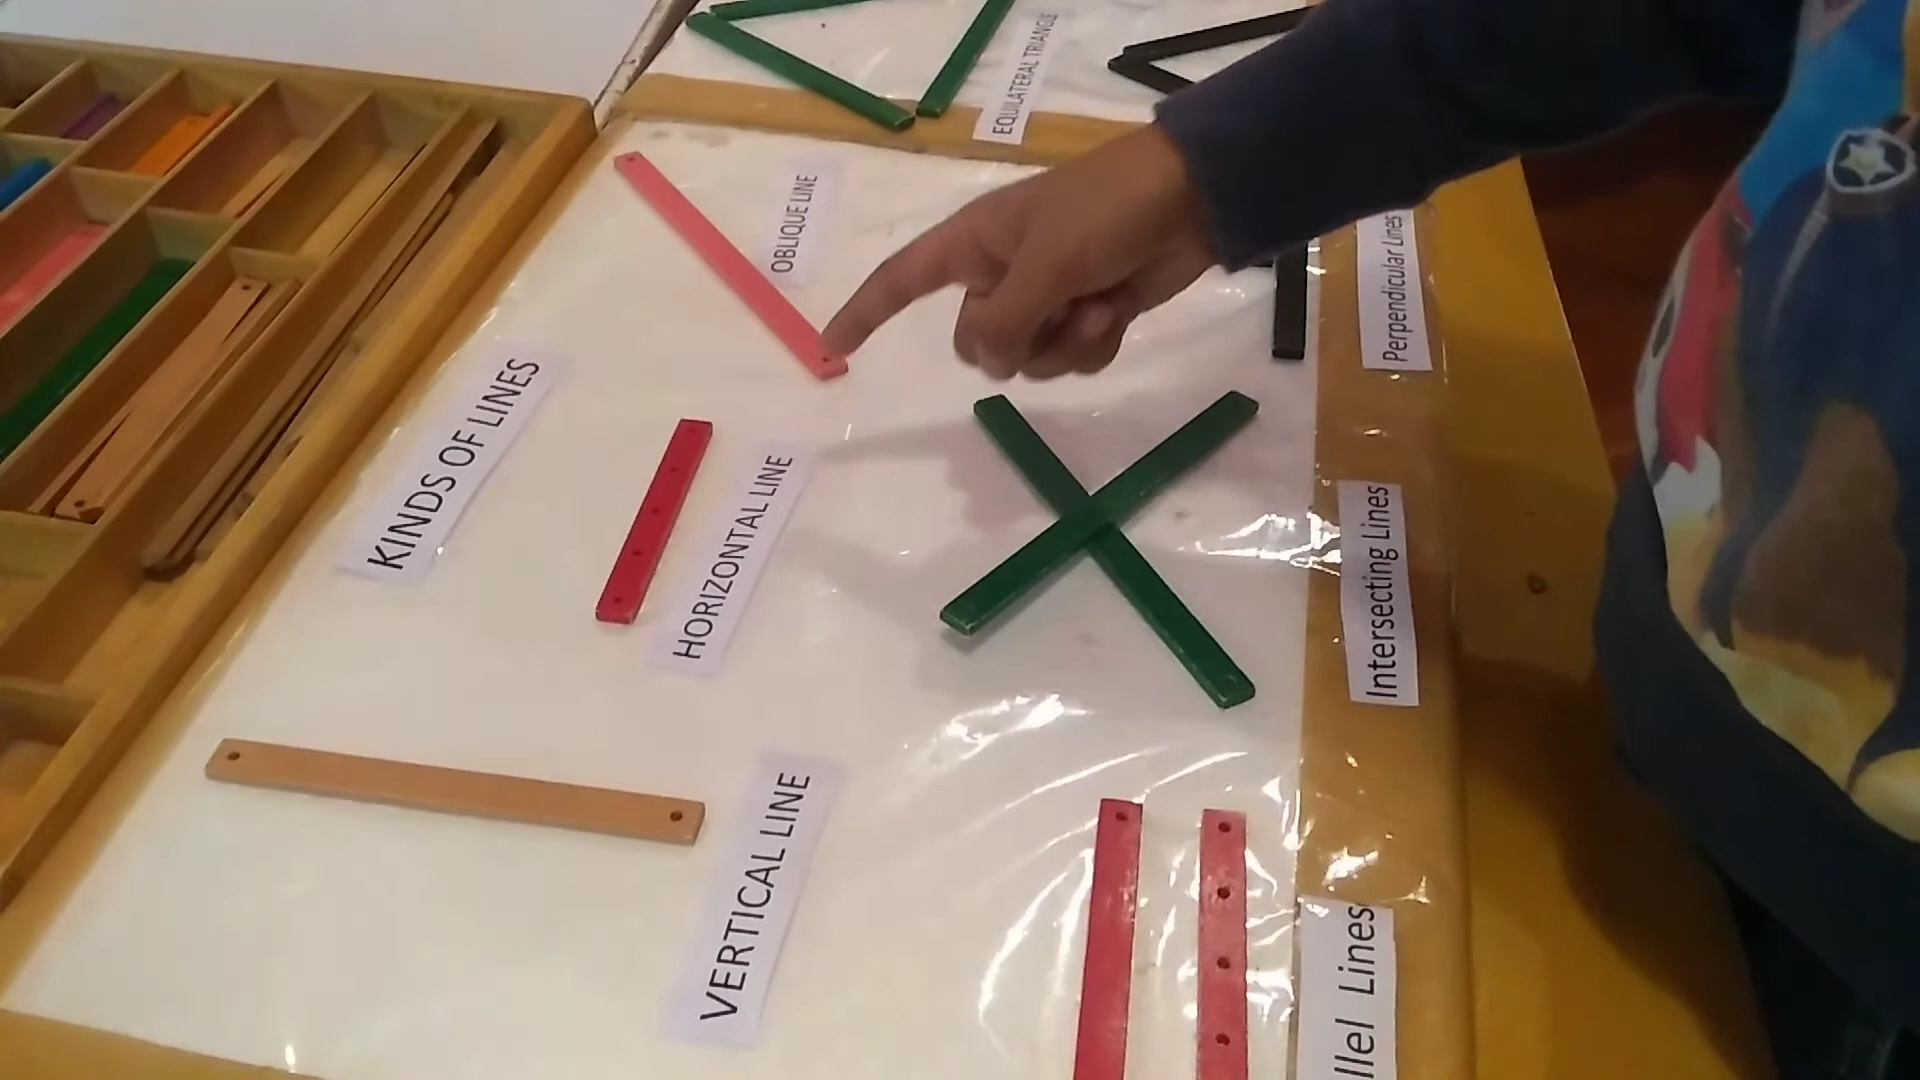 EQUILATERAL TRIANGLE
KINDS OF LINES
OBLIQUE LINE
HORIZONTAL LINE
VERTICAL LINE
Perpendicular Lines
Intersecting Lines
llel Lines